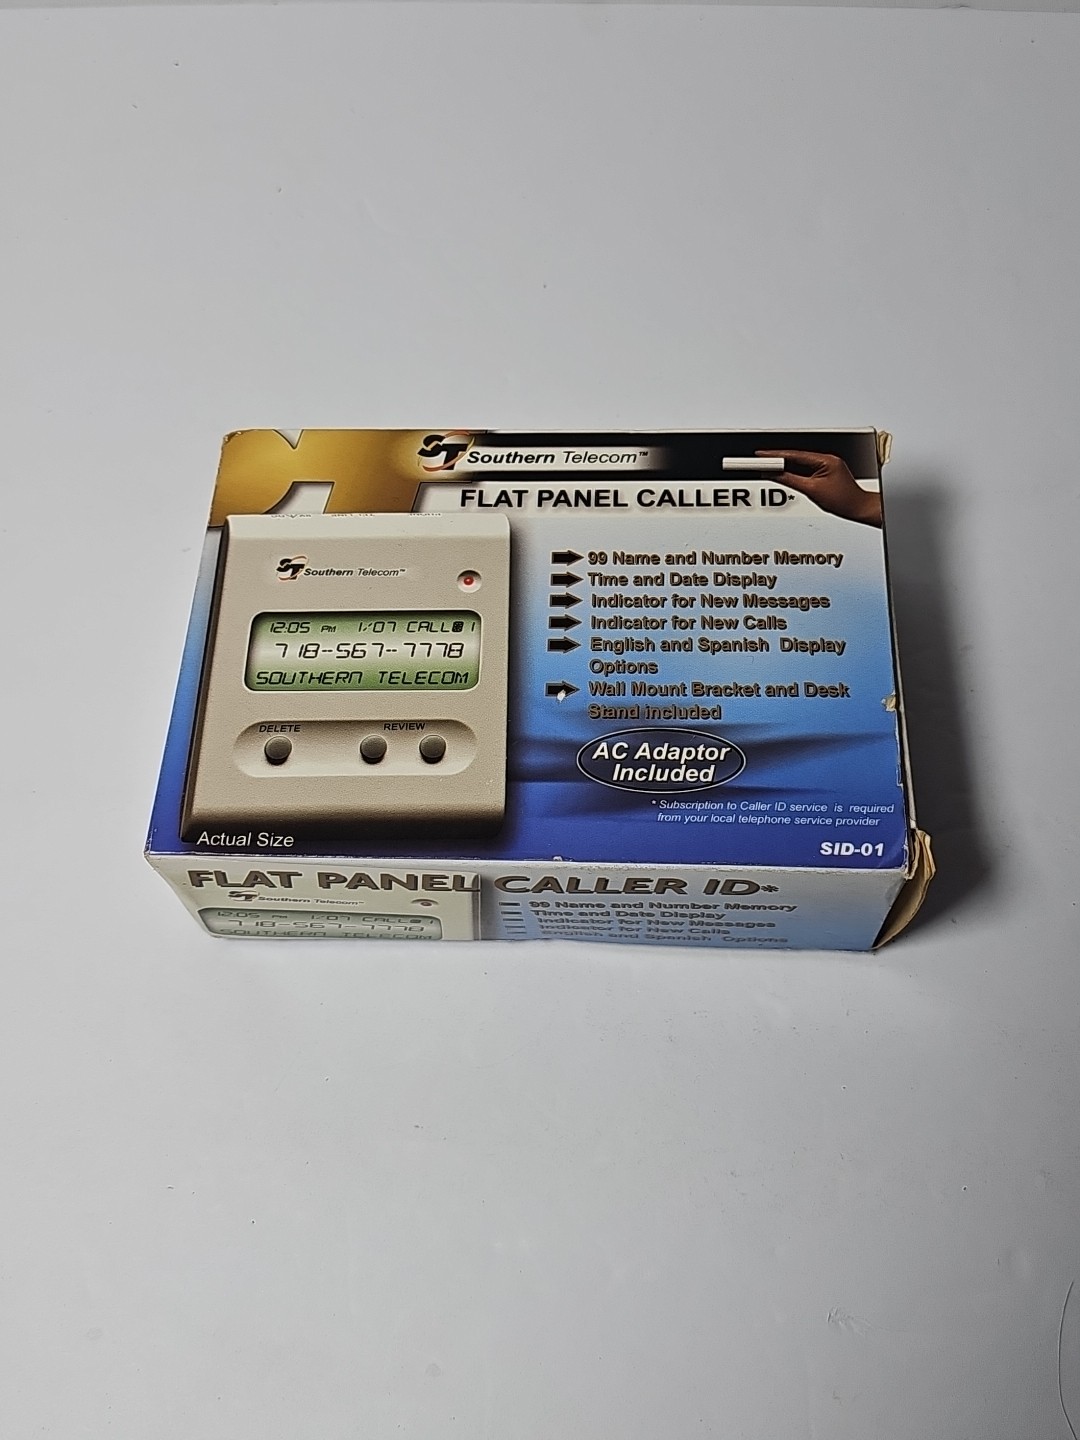 ST Southern Telecom™
FLAT PANEL CALLER ID*
ST Southern Telecom™
12:05 PM 1/07 CALL# 1
718--567--7778
SOUTHERN TELECOM
DELETE REVIEW
Actual Size
99 Name and Number Memory
Time and Date Display
Indicator for New Messages
Indicator for New Calls
English and Spanish Display
Options
Wall Mount Bracket and Desk
Stand included
AC Adaptor
Included
* Subscription to Caller ID service is required
from your local telephone service provider
SID-01
FLAT PANEL CALLER ID*
ST Southern Telecom™
12:05 PM 1/07 CALL# 1
718--567--7778
SOUTHERN TELECOM
99 Name and Number Memory
Time and Date Display
Indicator for New Messages
Indicator for New Calls
English and Spanish Options